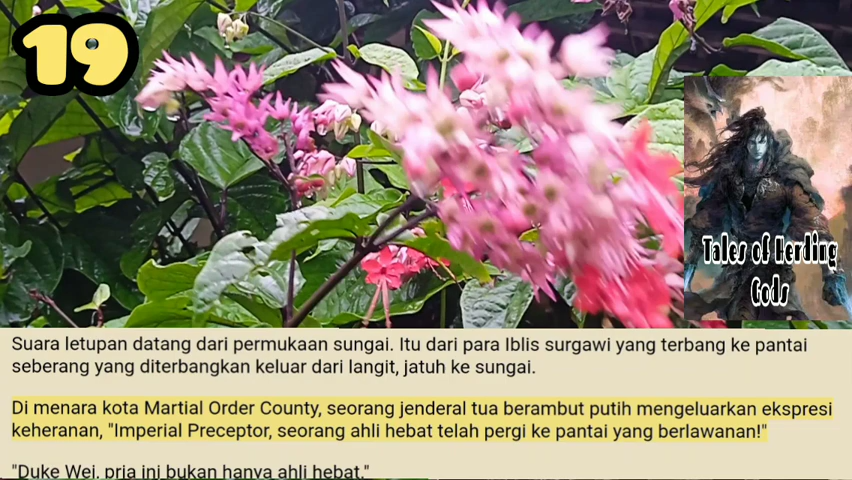 19
Tales of Herding
Gods
Suara letupan datang dari permukaan sungai. Itu dari para Iblis surgawi yang terbang ke pantai
seberang yang diterbangkan keluar dari langit, jatuh ke sungai.
Di menara kota Martial Order County, seorang jenderal tua berambut putih mengeluarkan ekspresi
keheranan, "Imperial Preceptor, seorang ahli hebat telah pergi ke pantai yang berlawanan!"
"Duke Wei, pria ini bukan hanya ahli hebat."